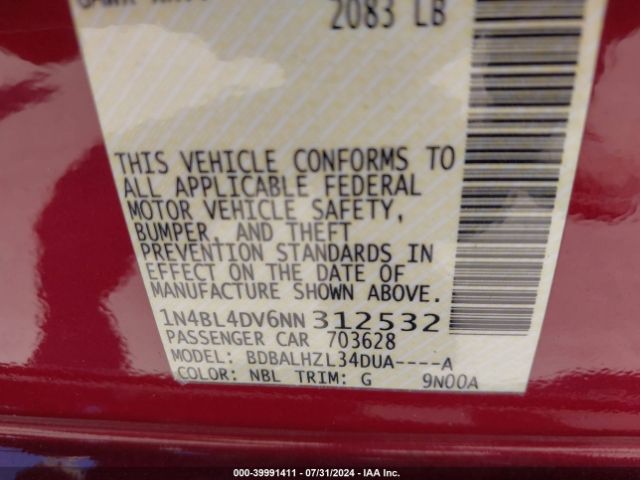 2083 LB
THIS VEHICLE CONFORMS TO
ALL APPLICABLE FEDERAL
MOTOR VEHICLE SAFETY,
BUMPER, AND THEFT
PREVENTION STANDARDS IN
EFFECT ON THE DATE OF
MANUFACTURE SHOWN ABOVE.
1N4BL4DV6NN312532
PASSENGER CAR 703628
MODEL: BDBALHZL34DUA----A
COLOR: NBL TRIM: G 9N00A
000-39991411 - 07/31/2024 - IAA Inc.